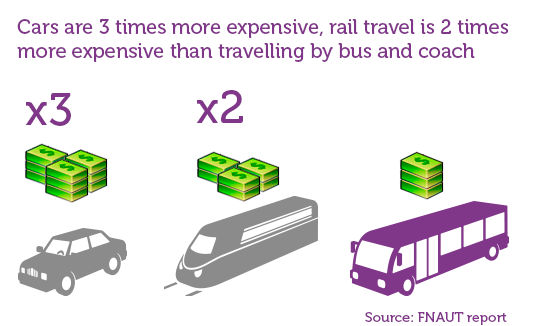 Cars are 3 times more expensive, rail travel is 2 times
more expensive than travelling by bus and coach
x3
x2
Source: FNAUT report